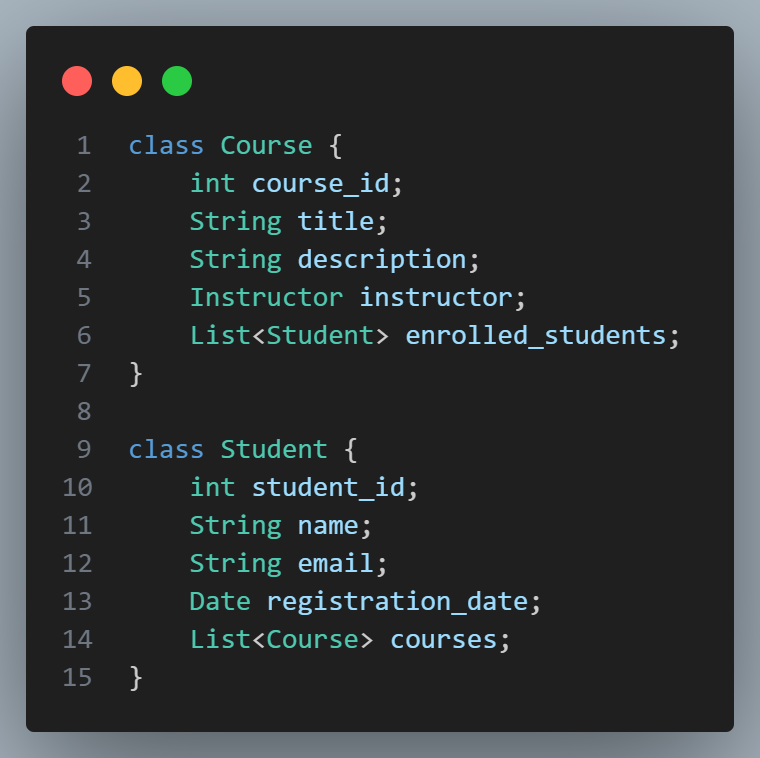 1 class Course {
2     int course_id;
3     String title;
4     String description;
5     Instructor instructor;
6     List<Student> enrolled_students;
7 }
8
9 class Student {
10     int student_id;
11     String name;
12     String email;
13     Date registration_date;
14     List<Course> courses;
15 }